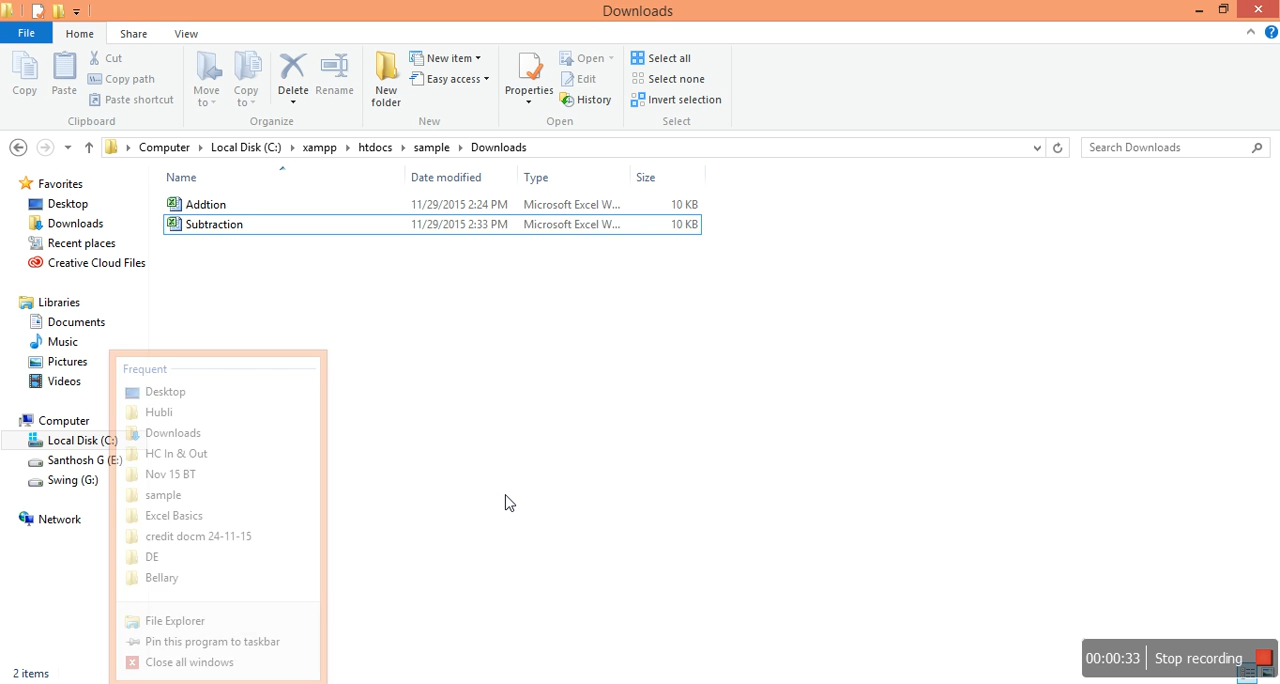 Downloads
File Home Share View
Copy Paste Cut Copy path Paste shortcut
Move to Copy to Delete Rename
New folder New item Easy access
Properties Open Edit History
Select all Select none Invert selection
Clipboard Organize New Open Select
Computer Local Disk (C:) xampp htdocs sample Downloads Search Downloads
Name Date modified Type Size
Addtion 11/29/2015 2:24 PM Microsoft Excel W... 10 KB
Subtraction 11/29/2015 2:33 PM Microsoft Excel W... 10 KB
Favorites
Desktop
Downloads
Recent places
Creative Cloud Files
Libraries
Documents
Music
Pictures
Videos
Computer
Local Disk (C:)
Santhosh G (E:)
Swing (G:)
Network
Frequent
Desktop
Hubli
Downloads
HC In & Out
Nov 15 BT
sample
Excel Basics
credit docm 24-11-15
DE
Bellary
File Explorer
Pin this program to taskbar
Close all windows
2 items
00:00:33 Stop recording